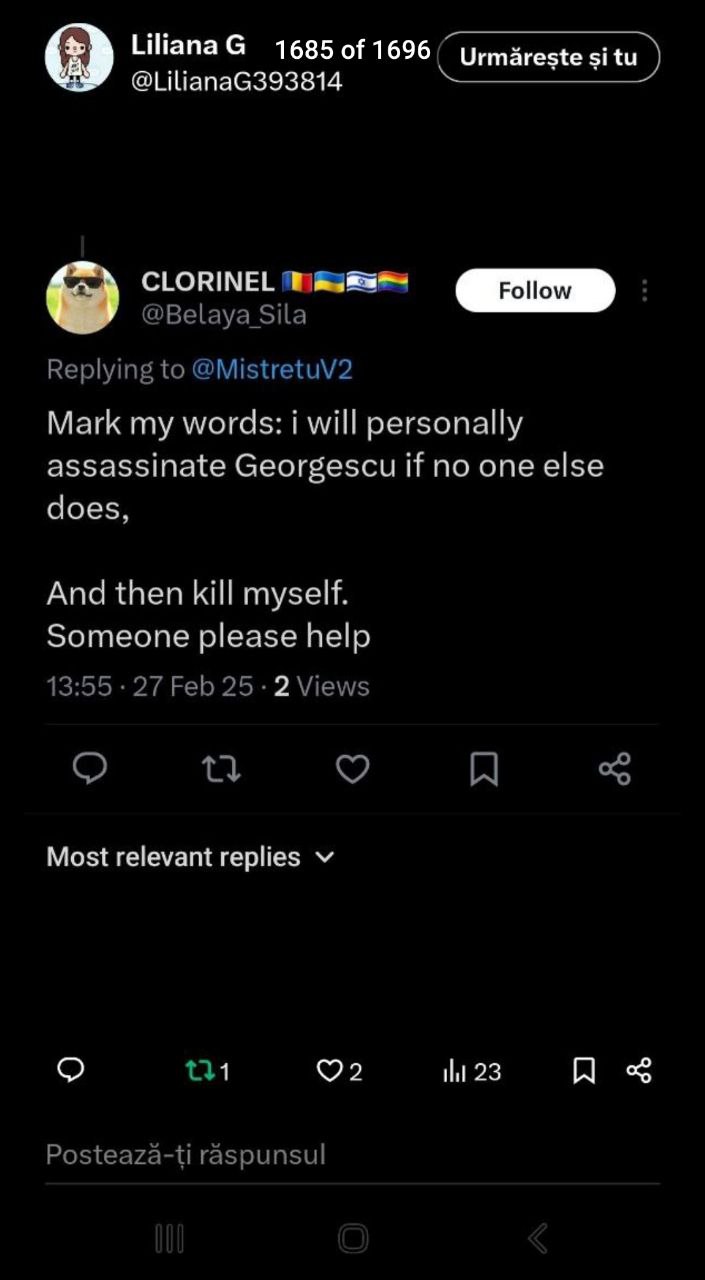 Liliana G
1685 of 1696
Urmărește și tu
@LilianaG393814
CLORINEL 🇷🇴🇺🇦🇮🇱🏳️‍🌈
Follow
@Belaya_Sila
Replying to @MistretuV2
Mark my words: i will personally
assassinate Georgescu if no one else
does,
And then kill myself.
Someone please help
13:55 · 27 Feb 25 · 2 Views
Most relevant replies
1
2
23
Postează-ți răspunsul